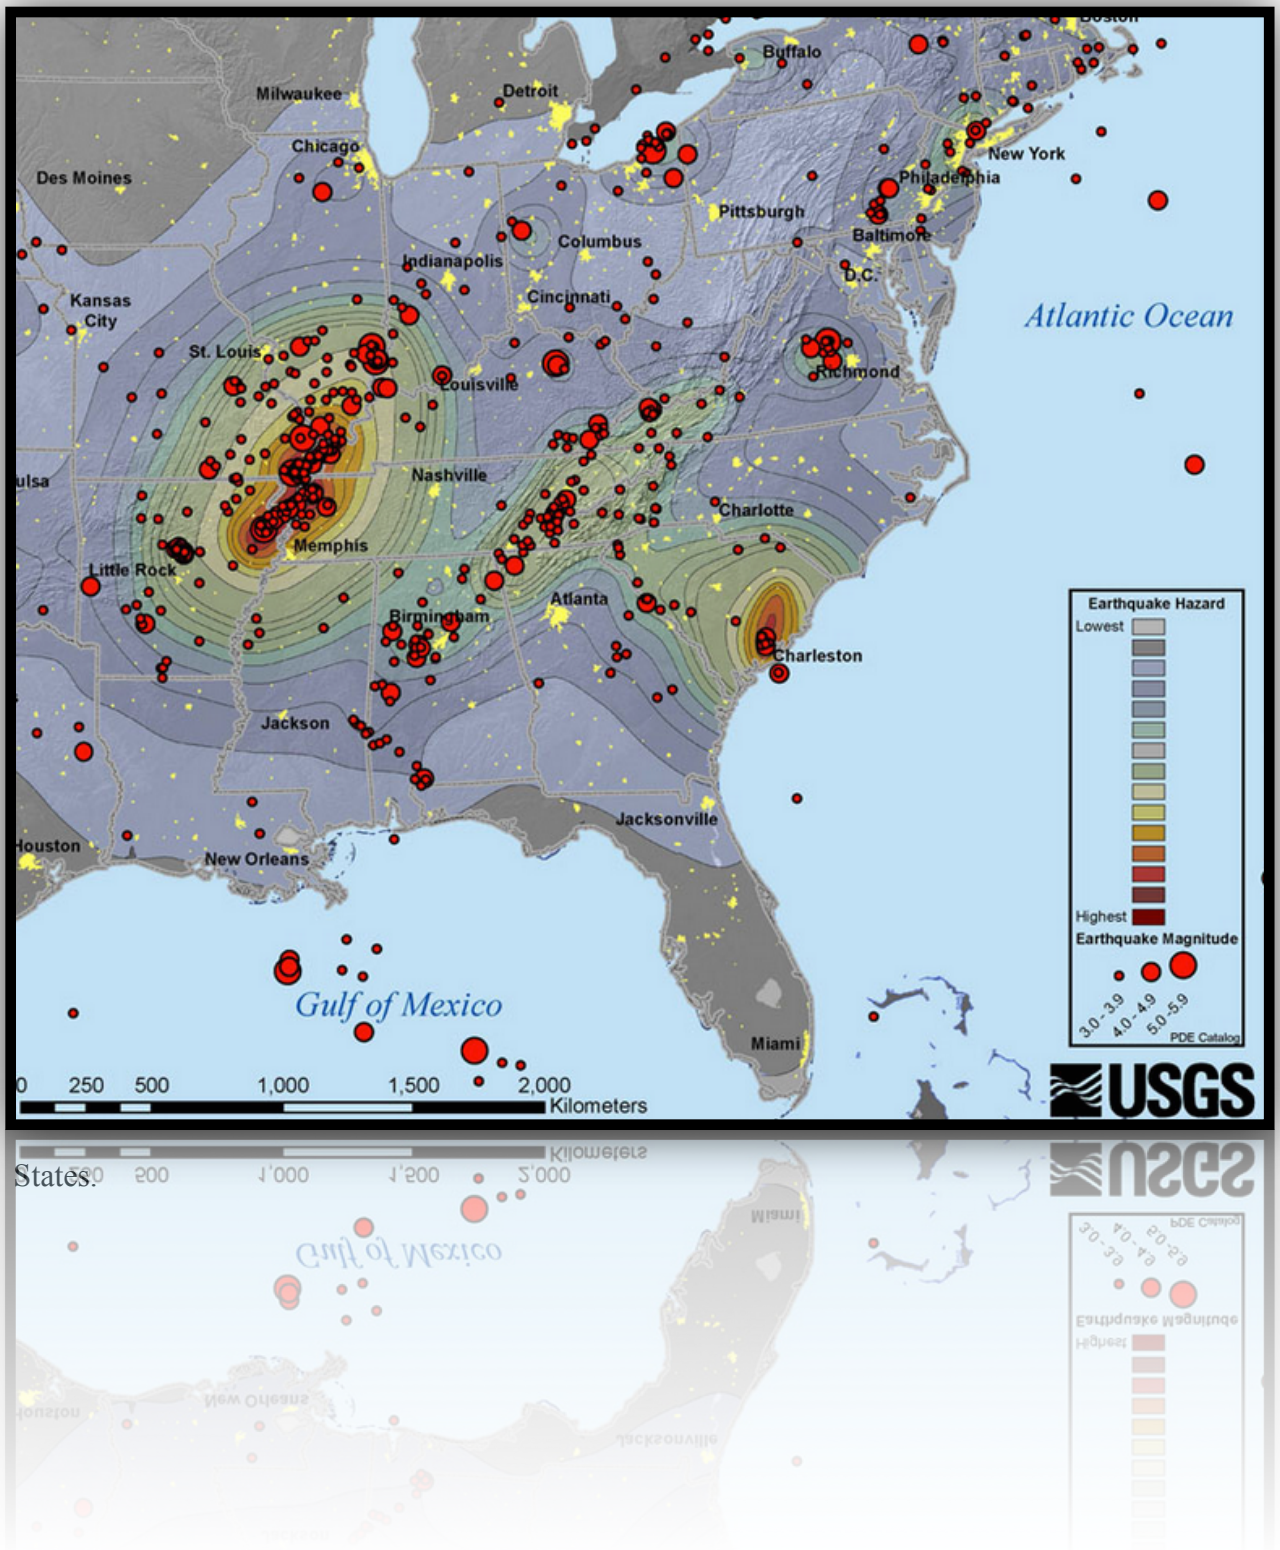 Boston
Buffalo
Milwaukee
Detroit
Chicago
New York
Des Moines
Philadelphia
Pittsburgh
Baltimore
Columbus
Indianapolis
D.C.
Kansas
City
Cincinnati
Atlantic Ocean
St. Louis
Richmond
Louisville
Nashville
ulsa
Charlotte
Memphis
Little Rock
Atlanta
Birmingham
Charleston
Jackson
Jacksonville
Houston
New Orleans
Gulf of Mexico
Miami
Earthquake Hazard
Lowest
Highest
Earthquake Magnitude
3.0 - 3.9
4.0 - 4.9
5.0 -5.9
PDE Catalog
0 250 500 1,000 1,500 2,000
Kilometers
USGS
States.